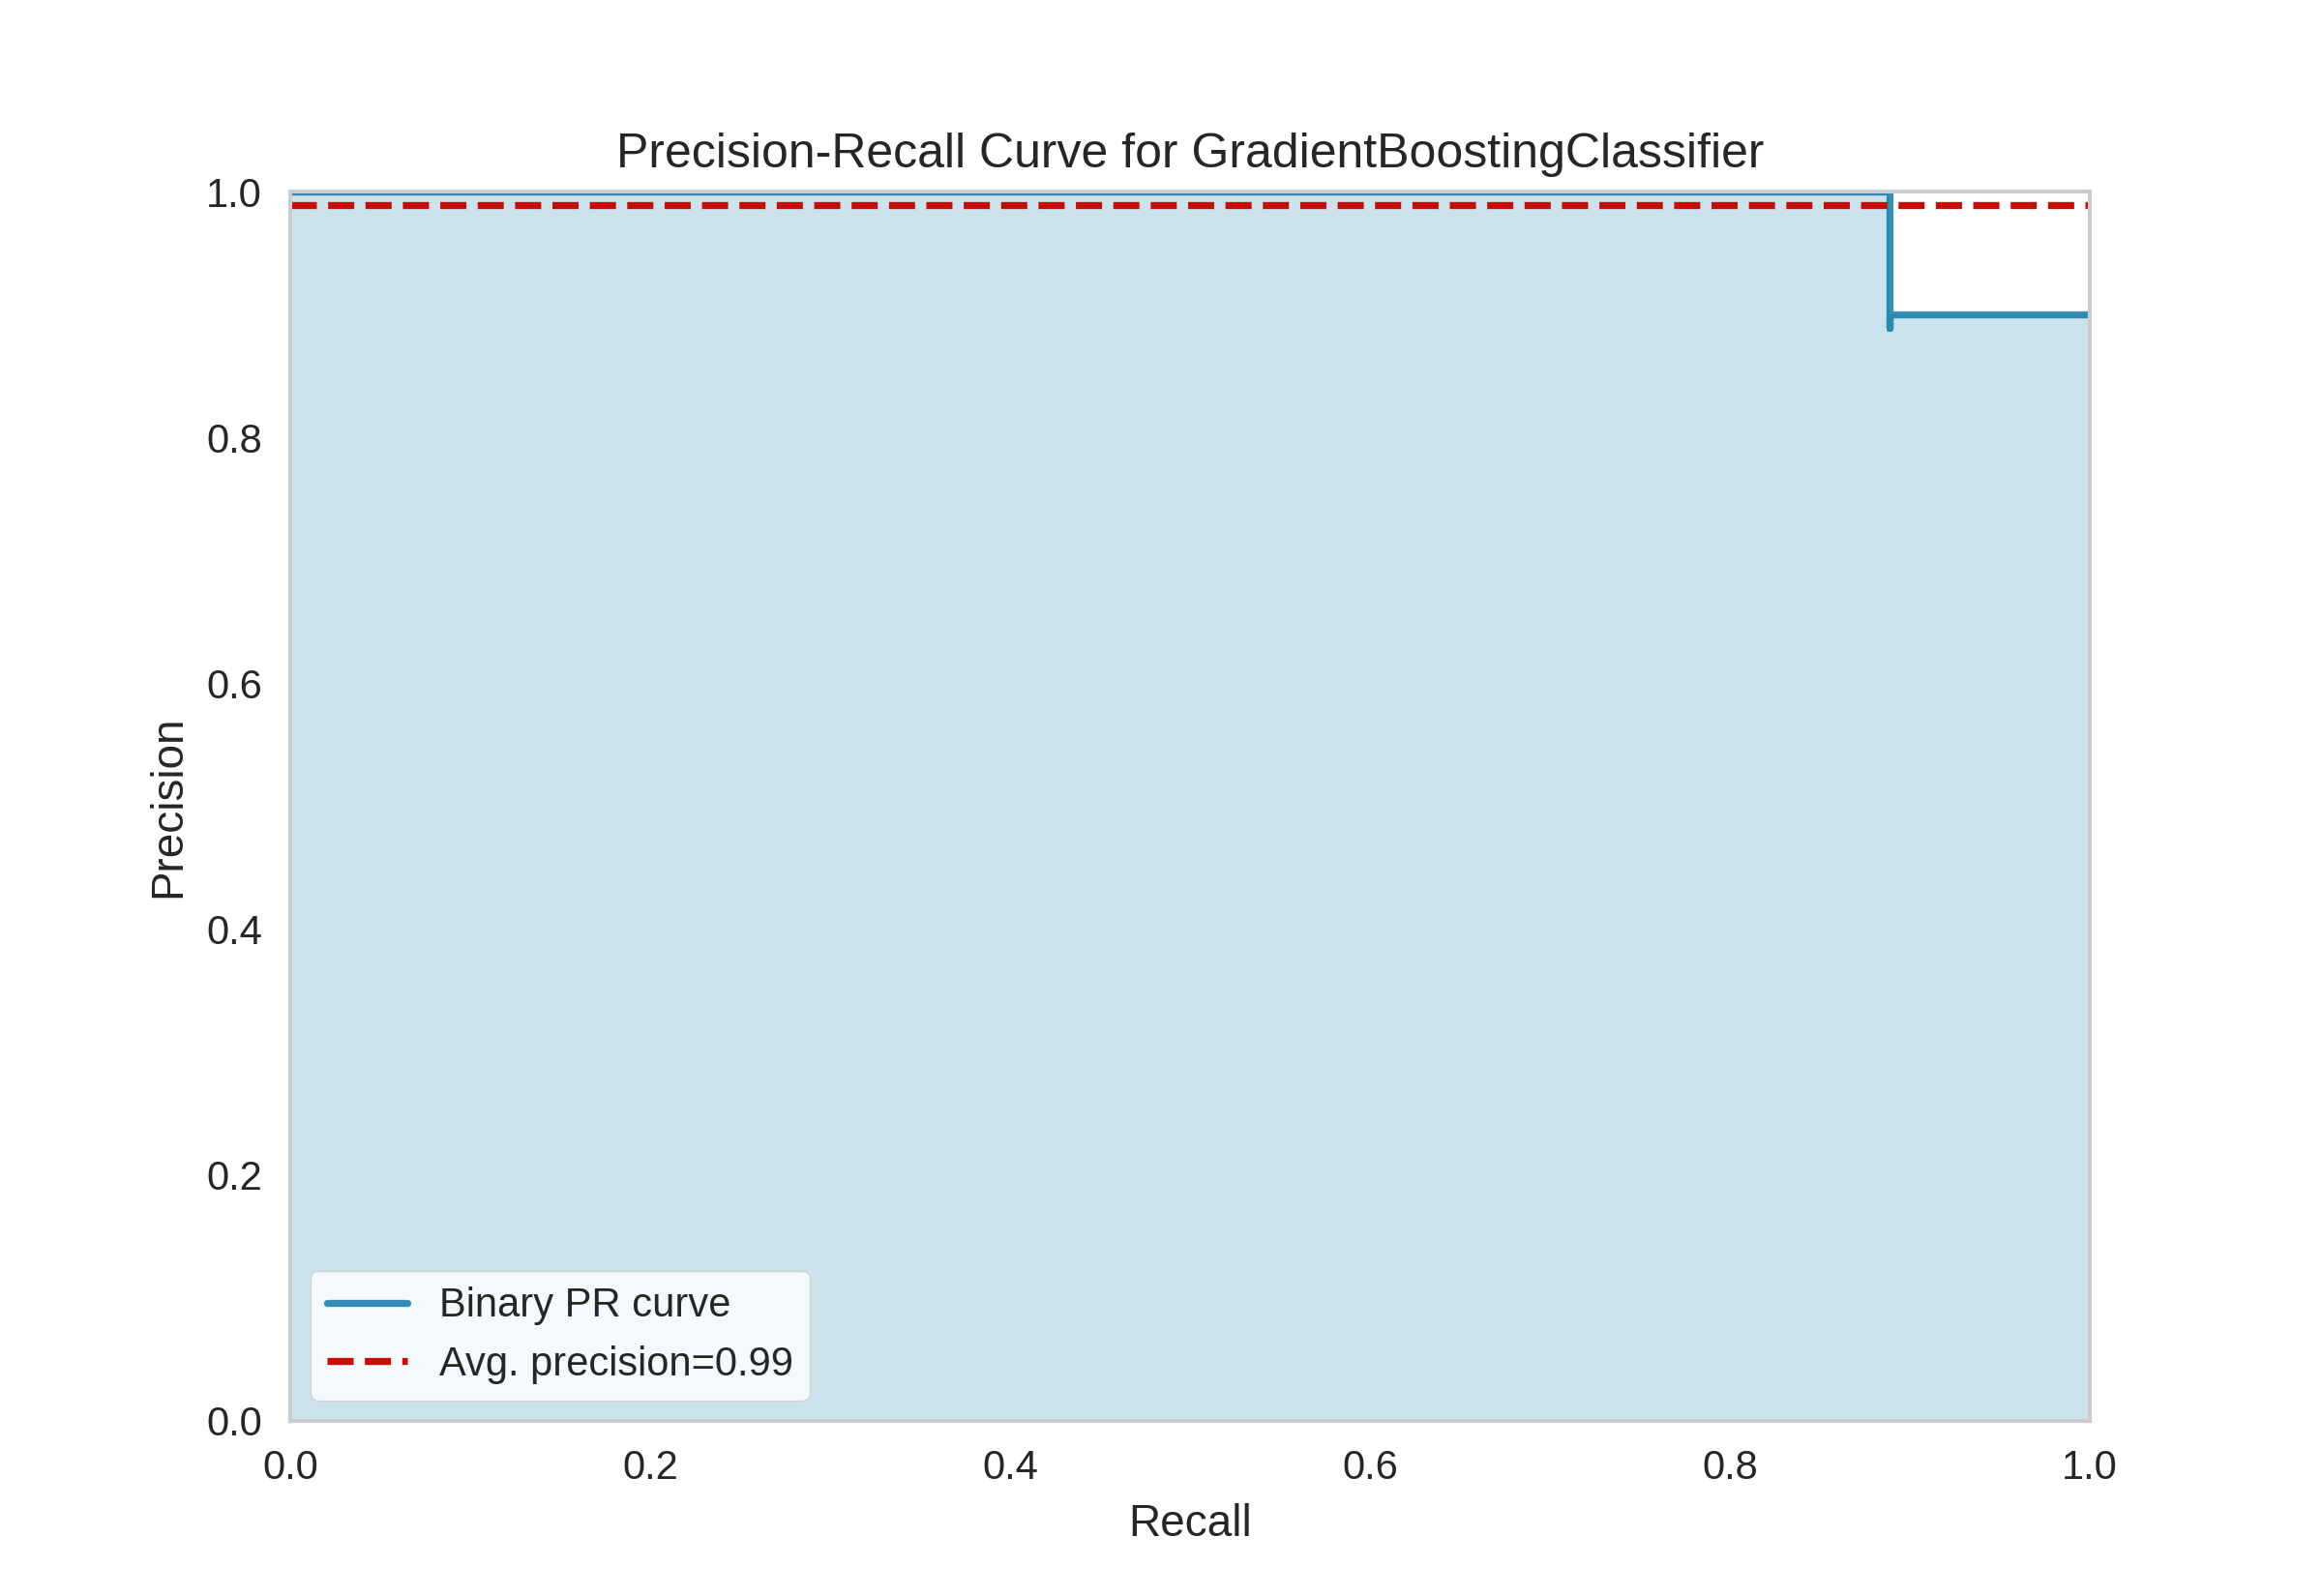 Precision-Recall Curve for GradientBoostingClassifier
1.0
0.8
0.6
0.4
0.2
0.0
Precision
Binary PR curve
Avg. precision=0.99
0.0 0.2 0.4 0.6 0.8 1.0
Recall